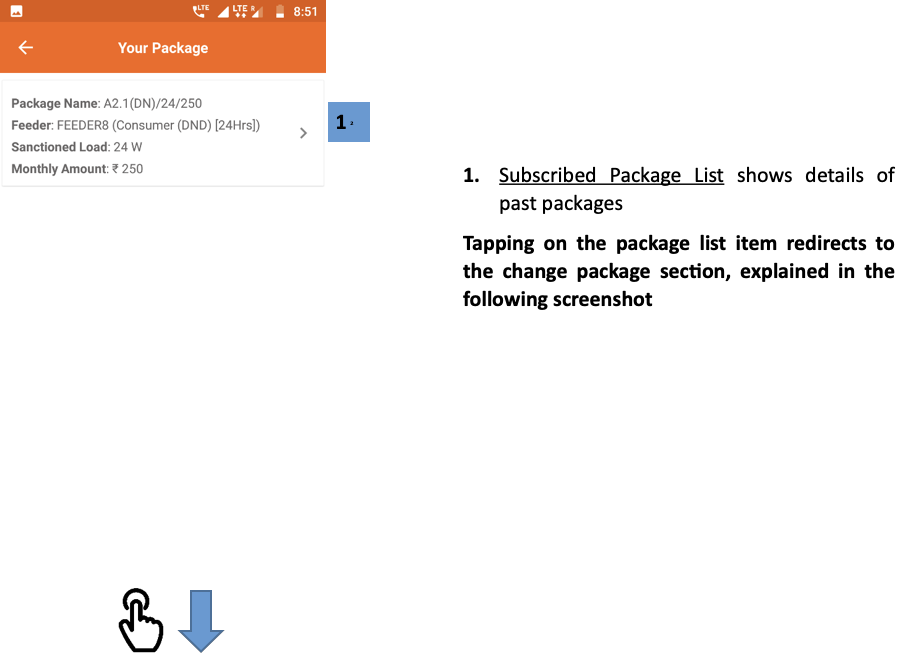 LTE LTE R 8:51
Your Package
Package Name: A2.1(DN)/24/250
Feeder: FEEDER8 (Consumer (DND) [24Hrs])
Sanctioned Load: 24 W
Monthly Amount: ₹ 250
1
1. Subscribed Package List shows details of
past packages
Tapping on the package list item redirects to
the change package section, explained in the
following screenshot